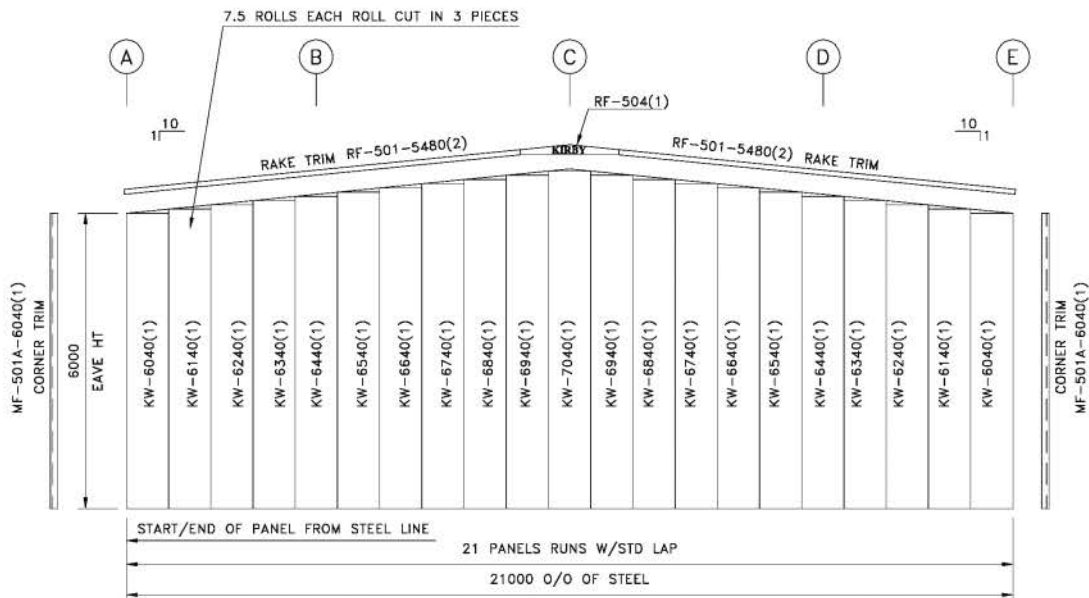 7.5 ROLLS EACH ROLL CUT IN 3 PIECES
A
B
C
D
E
RF-504(1)
10
1
10
1
RAKE TRIM RF-501-5480(2)
KIRBY
RF-501-5480(2) RAKE TRIM
MF-501A-6040(1)
CORNER TRIM
6000
EAVE HT
KW-6040(1)
KW-6140(1)
KW-6240(1)
KW-6340(1)
KW-6440(1)
KW-6540(1)
KW-6640(1)
KW-6740(1)
KW-6840(1)
KW-6940(1)
KW-7040(1)
KW-6940(1)
KW-6840(1)
KW-6740(1)
KW-6640(1)
KW-6540(1)
KW-6440(1)
KW-6340(1)
KW-6240(1)
KW-6140(1)
KW-6040(1)
CORNER TRIM
MF-501A-6040(1)
START/END OF PANEL FROM STEEL LINE
21 PANELS RUNS W/STD LAP
21000 O/O OF STEEL